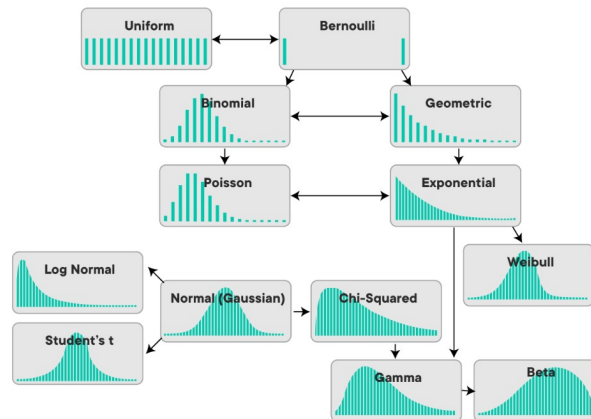 Uniform
Bernoulli
Binomial
Geometric
Poisson
Exponential
Log Normal
Normal (Gaussian)
Chi-Squared
Weibull
Student's t
Gamma
Beta